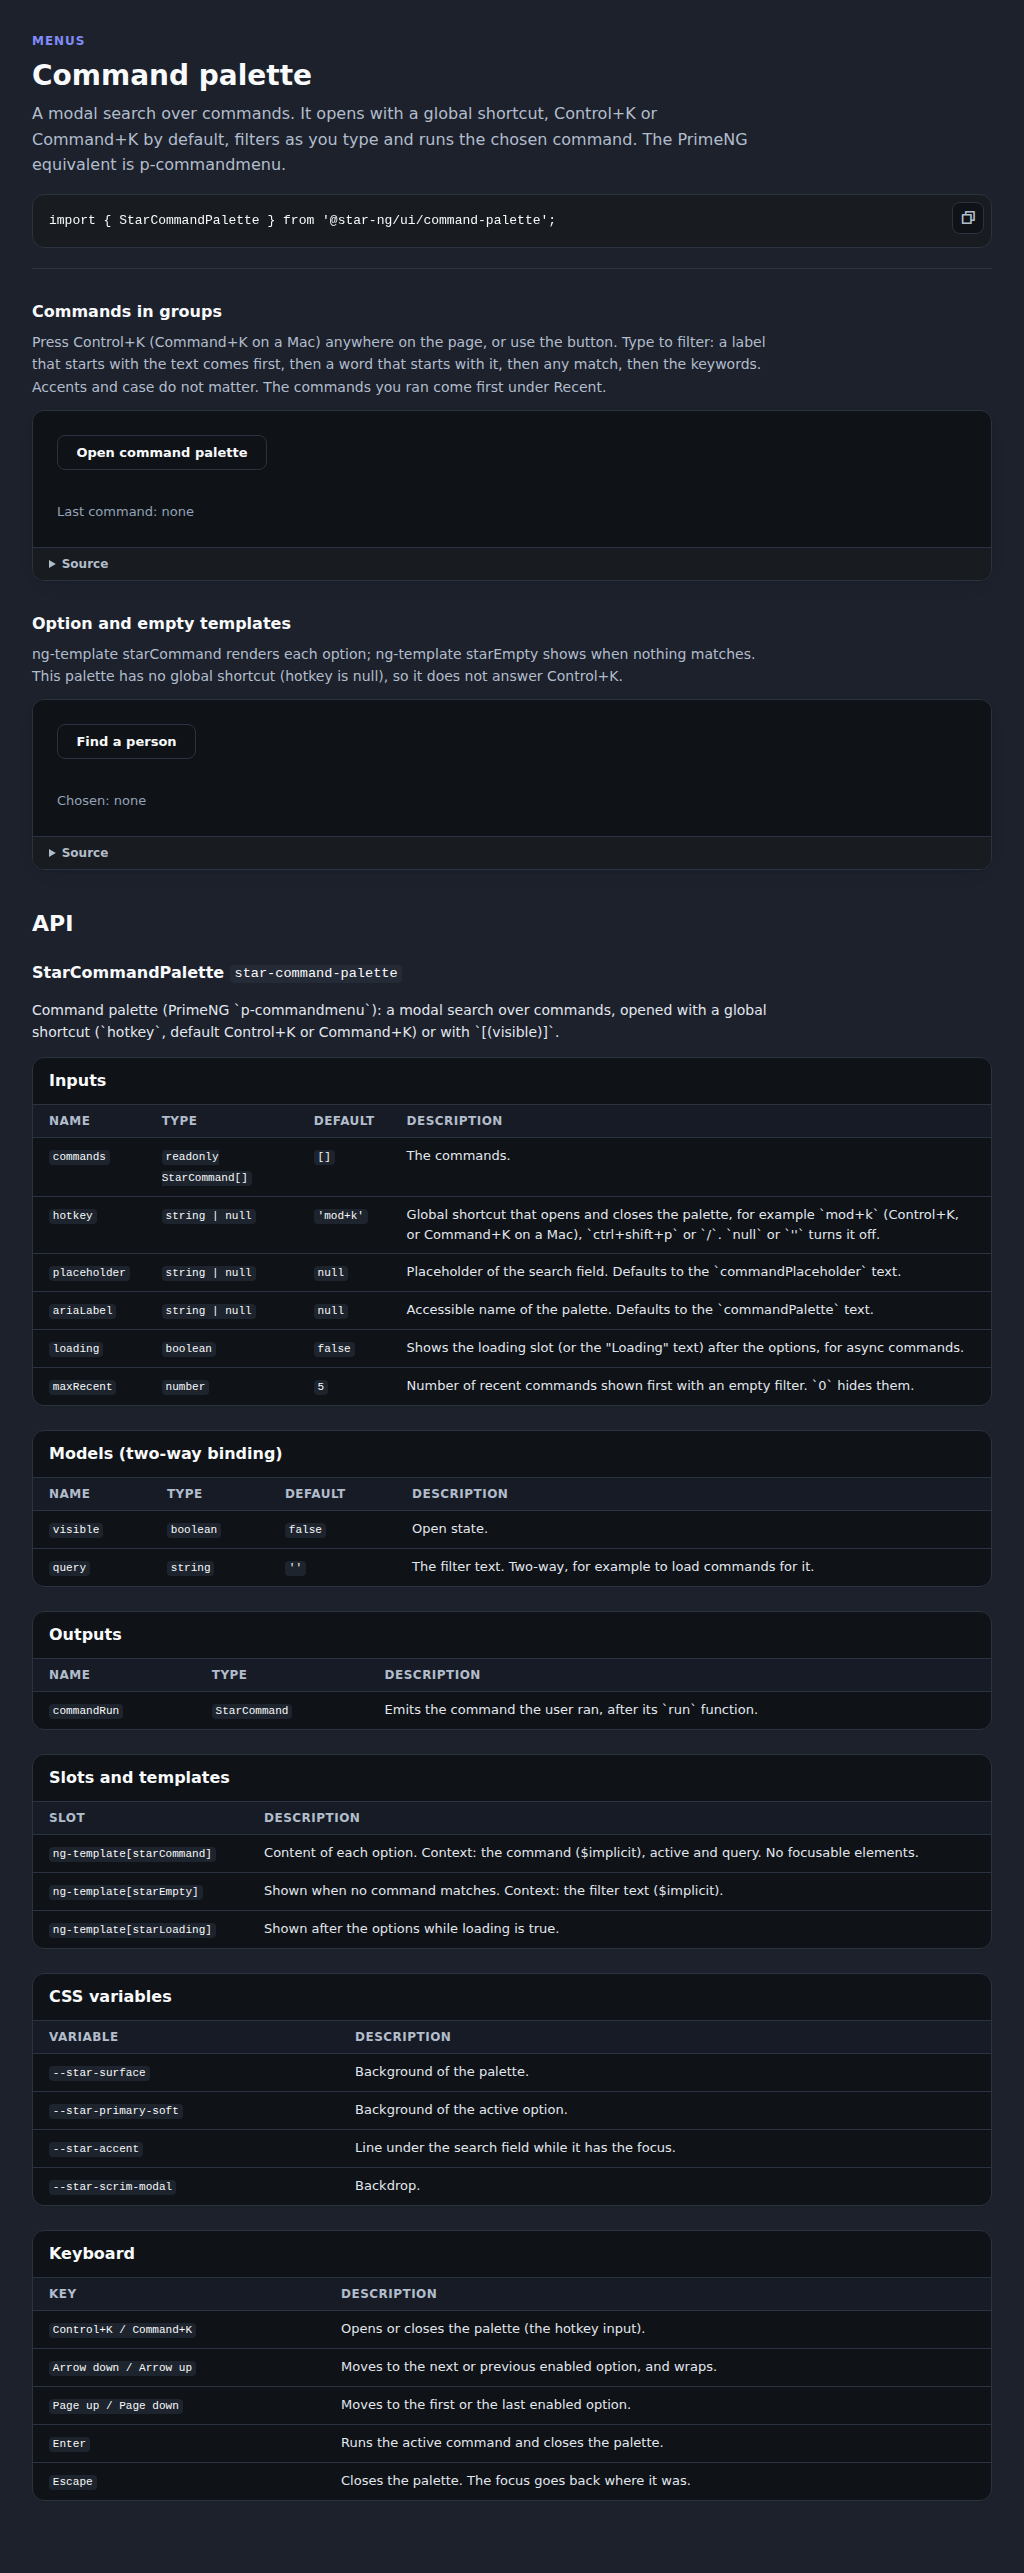 MENUS
Command palette
A modal search over commands. It opens with a global shortcut, Control+K or
Command+K by default, filters as you type and runs the chosen command. The PrimeNG
equivalent is p-commandmenu.
import { StarCommandPalette } from '@star-ng/ui/command-palette';
Commands in groups
Press Control+K (Command+K on a Mac) anywhere on the page, or use the button. Type to filter: a label
that starts with the text comes first, then a word that starts with it, then any match, then the keywords.
Accents and case do not matter. The commands you ran come first under Recent.
Open command palette
Last command: none
Source
Option and empty templates
ng-template starCommand renders each option; ng-template starEmpty shows when nothing matches.
This palette has no global shortcut (hotkey is null), so it does not answer Control+K.
Find a person
Chosen: none
Source
API
StarCommandPalette star-command-palette
Command palette (PrimeNG `p-commandmenu`): a modal search over commands, opened with a global
shortcut (`hotkey`, default Control+K or Command+K) or with `[(visible)]`.
Inputs
NAME TYPE DEFAULT DESCRIPTION
commands readonly [] The commands.
StarCommand[]
hotkey string | null 'mod+k' Global shortcut that opens and closes the palette, for example `mod+k` (Control+K,
or Command+K on a Mac), `ctrl+shift+p` or `/`. `null` or `''` turns it off.
placeholder string | null null Placeholder of the search field. Defaults to the `commandPlaceholder` text.
ariaLabel string | null null Accessible name of the palette. Defaults to the `commandPalette` text.
loading boolean false Shows the loading slot (or the "Loading" text) after the options, for async commands.
maxRecent number 5 Number of recent commands shown first with an empty filter. `0` hides them.
Models (two-way binding)
NAME TYPE DEFAULT DESCRIPTION
visible boolean false Open state.
query string '' The filter text. Two-way, for example to load commands for it.
Outputs
NAME TYPE DESCRIPTION
commandRun StarCommand Emits the command the user ran, after its `run` function.
Slots and templates
SLOT DESCRIPTION
ng-template[starCommand] Content of each option. Context: the command ($implicit), active and query. No focusable elements.
ng-template[starEmpty] Shown when no command matches. Context: the filter text ($implicit).
ng-template[starLoading] Shown after the options while loading is true.
CSS variables
VARIABLE DESCRIPTION
--star-surface Background of the palette.
--star-primary-soft Background of the active option.
--star-accent Line under the search field while it has the focus.
--star-scrim-modal Backdrop.
Keyboard
KEY DESCRIPTION
Control+K / Command+K Opens or closes the palette (the hotkey input).
Arrow down / Arrow up Moves to the next or previous enabled option, and wraps.
Page up / Page down Moves to the first or the last enabled option.
Enter Runs the active command and closes the palette.
Escape Closes the palette. The focus goes back where it was.